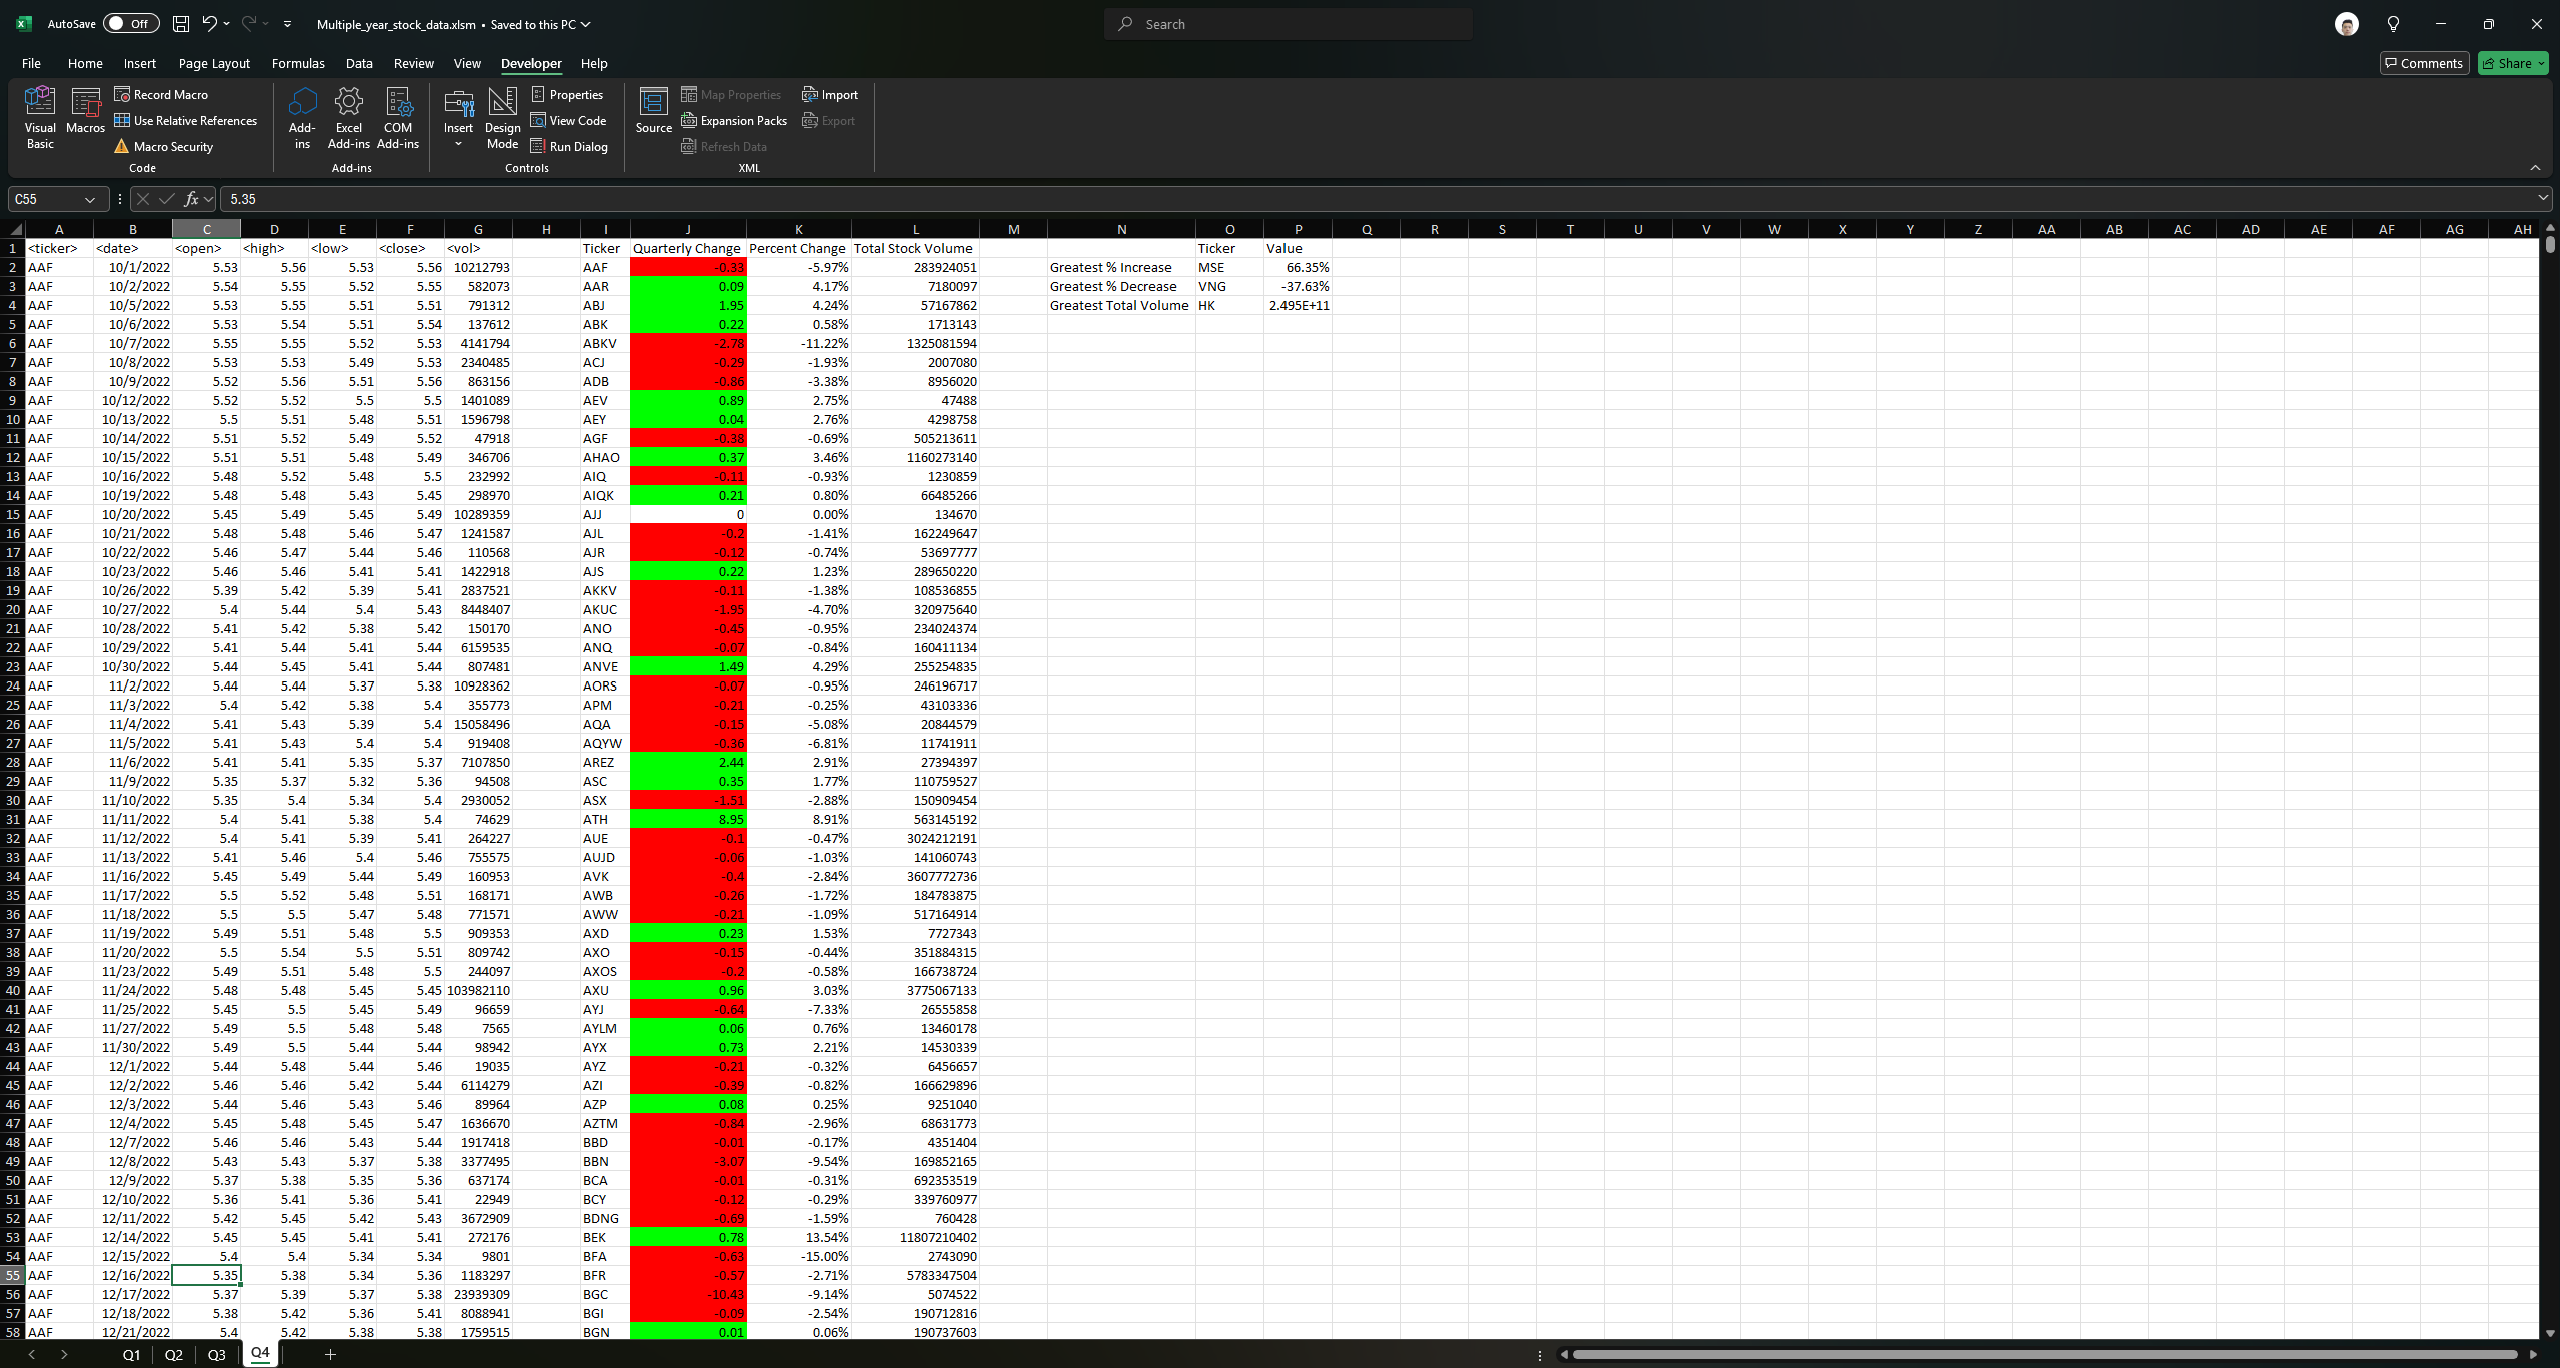 AutoSave Off Multiple_year_stock_data.xlsm • Saved to this PC Search
File Home Insert Page Layout Formulas Data Review View Developer Help Comments Share
Visual Basic Macros Record Macro Use Relative References Macro Security Code
Add-ins Excel Add-ins COM Add-ins Add-ins
Insert Design Mode Properties View Code Run Dialog Controls
Source Map Properties Expansion Packs Refresh Data Import Export XML
C55 fx 5.35
A B C D E F G H I J K L M N O P Q R S T U V W X Y Z AA AB AC AD AE AF AG AH
1 <ticker> <date> <open> <high> <low> <close> <vol> Ticker Quarterly Change Percent Change Total Stock Volume Ticker Value
2 AAF 10/1/2022 5.53 5.56 5.53 5.56 10212793 AAF -0.33 -5.97% 283924051 Greatest % Increase MSE 66.35%
3 AAF 10/2/2022 5.54 5.55 5.52 5.55 582073 AAR 0.09 4.17% 7180097 Greatest % Decrease VNG -37.63%
4 AAF 10/5/2022 5.53 5.55 5.51 5.51 791312 ABJ 1.95 4.24% 57167862 Greatest Total Volume HK 2.495E+11
5 AAF 10/6/2022 5.53 5.54 5.51 5.54 137612 ABK 0.22 0.58% 1713143
6 AAF 10/7/2022 5.55 5.55 5.52 5.53 4141794 ABKV -2.78 -11.22% 1325081594
7 AAF 10/8/2022 5.53 5.53 5.49 5.53 2340485 ACJ -0.29 -1.93% 2007080
8 AAF 10/9/2022 5.52 5.56 5.51 5.56 863156 ADB -0.86 -3.38% 8956020
9 AAF 10/12/2022 5.52 5.52 5.5 5.5 1401089 AEV 0.89 2.75% 47488
10 AAF 10/13/2022 5.5 5.51 5.48 5.51 1596798 AEY 0.04 2.76% 4298758
11 AAF 10/14/2022 5.51 5.52 5.49 5.52 47918 AGF -0.38 -0.69% 505213611
12 AAF 10/15/2022 5.51 5.51 5.48 5.49 346706 AHAO 0.37 3.46% 1160273140
13 AAF 10/16/2022 5.48 5.52 5.48 5.5 232992 AIQ -0.11 -0.93% 1230859
14 AAF 10/19/2022 5.48 5.48 5.43 5.45 298970 AIQK 0.21 0.80% 66485266
15 AAF 10/20/2022 5.45 5.49 5.45 5.49 10289359 AJJ 0 0.00% 134670
16 AAF 10/21/2022 5.48 5.48 5.46 5.47 1241587 AJL -0.2 -1.41% 162249647
17 AAF 10/22/2022 5.46 5.47 5.44 5.46 110568 AJR -0.12 -0.74% 53697777
18 AAF 10/23/2022 5.46 5.46 5.41 5.41 1422918 AJS 0.22 1.23% 289650220
19 AAF 10/26/2022 5.39 5.42 5.39 5.41 2837521 AKKV -0.11 -1.38% 108536855
20 AAF 10/27/2022 5.4 5.44 5.4 5.43 8448407 AKUC -1.95 -4.70% 320975640
21 AAF 10/28/2022 5.41 5.42 5.38 5.42 150170 ANO -0.45 -0.95% 234024374
22 AAF 10/29/2022 5.41 5.44 5.41 5.44 6159535 ANQ -0.07 -0.84% 160411134
23 AAF 10/30/2022 5.44 5.45 5.41 5.44 807481 ANVE 1.49 4.29% 255254835
24 AAF 11/2/2022 5.44 5.44 5.37 5.38 10928362 AORS -0.07 -0.95% 246196717
25 AAF 11/3/2022 5.4 5.42 5.38 5.4 355773 APM -0.21 -0.25% 43103336
26 AAF 11/4/2022 5.41 5.43 5.39 5.4 15058496 AQA -0.15 -5.08% 20844579
27 AAF 11/5/2022 5.41 5.43 5.4 5.4 919408 AQYW -0.36 -6.81% 11741911
28 AAF 11/6/2022 5.41 5.41 5.35 5.37 7107850 AREZ 2.44 2.91% 27394397
29 AAF 11/9/2022 5.35 5.37 5.32 5.36 94508 ASC 0.35 1.77% 110759527
30 AAF 11/10/2022 5.35 5.4 5.34 5.4 2930052 ASX -1.51 -2.88% 150909454
31 AAF 11/11/2022 5.4 5.41 5.38 5.4 74629 ATH 8.95 8.91% 563145192
32 AAF 11/12/2022 5.4 5.41 5.39 5.41 264227 AUE -0.1 -0.47% 3024212191
33 AAF 11/13/2022 5.41 5.46 5.4 5.46 755575 AUJD -0.06 -1.03% 141060743
34 AAF 11/16/2022 5.45 5.49 5.44 5.49 160953 AVK -0.4 -2.84% 3607772736
35 AAF 11/17/2022 5.5 5.52 5.48 5.51 168171 AWB -0.26 -1.72% 184783875
36 AAF 11/18/2022 5.5 5.5 5.47 5.48 771571 AWW -0.21 -1.09% 517164914
37 AAF 11/19/2022 5.49 5.51 5.48 5.5 909353 AXD 0.23 1.53% 7727343
38 AAF 11/20/2022 5.5 5.54 5.5 5.51 809742 AXO -0.15 -0.44% 351884315
39 AAF 11/23/2022 5.49 5.51 5.48 5.5 244097 AXOS -0.2 -0.58% 166738724
40 AAF 11/24/2022 5.48 5.48 5.45 5.45 103982110 AXU 0.96 3.03% 3775067133
41 AAF 11/25/2022 5.45 5.5 5.45 5.49 96659 AYJ -0.64 -7.33% 26555858
42 AAF 11/27/2022 5.49 5.5 5.48 5.48 7565 AYLM 0.06 0.76% 13460178
43 AAF 11/30/2022 5.49 5.5 5.44 5.44 98942 AYX 0.73 2.21% 14530339
44 AAF 12/1/2022 5.44 5.48 5.44 5.46 19035 AYZ -0.21 -0.32% 6456657
45 AAF 12/2/2022 5.46 5.46 5.42 5.44 6114279 AZI -0.39 -0.82% 166629896
46 AAF 12/3/2022 5.44 5.46 5.43 5.46 89964 AZP 0.08 0.25% 9251040
47 AAF 12/4/2022 5.45 5.48 5.45 5.47 1636670 AZTM -0.84 -2.96% 68631773
48 AAF 12/7/2022 5.46 5.46 5.43 5.44 1917418 BBD -0.01 -0.17% 4351404
49 AAF 12/8/2022 5.43 5.43 5.37 5.38 3377495 BBN -3.07 -9.54% 169852165
50 AAF 12/9/2022 5.37 5.38 5.35 5.36 637174 BCA -0.01 -0.31% 692353519
51 AAF 12/10/2022 5.36 5.41 5.36 5.41 22949 BCY -0.12 -0.29% 339760977
52 AAF 12/11/2022 5.42 5.45 5.42 5.43 3672909 BDNG -0.69 -1.59% 760428
53 AAF 12/14/2022 5.45 5.45 5.41 5.41 272176 BEK 0.78 13.54% 11807210402
54 AAF 12/15/2022 5.4 5.4 5.34 5.34 9801 BFA -0.63 -15.00% 2743090
55 AAF 12/16/2022 5.35 5.38 5.34 5.36 1183297 BFR -0.57 -2.71% 5783347504
56 AAF 12/17/2022 5.37 5.39 5.37 5.38 23939309 BGC -10.43 -9.14% 5074522
57 AAF 12/18/2022 5.38 5.42 5.36 5.41 8088941 BGI -0.09 -2.54% 190712816
58 AAF 12/21/2022 5.4 5.42 5.38 5.38 1759515 BGN 0.01 0.06% 190737603
Q1 Q2 Q3 Q4